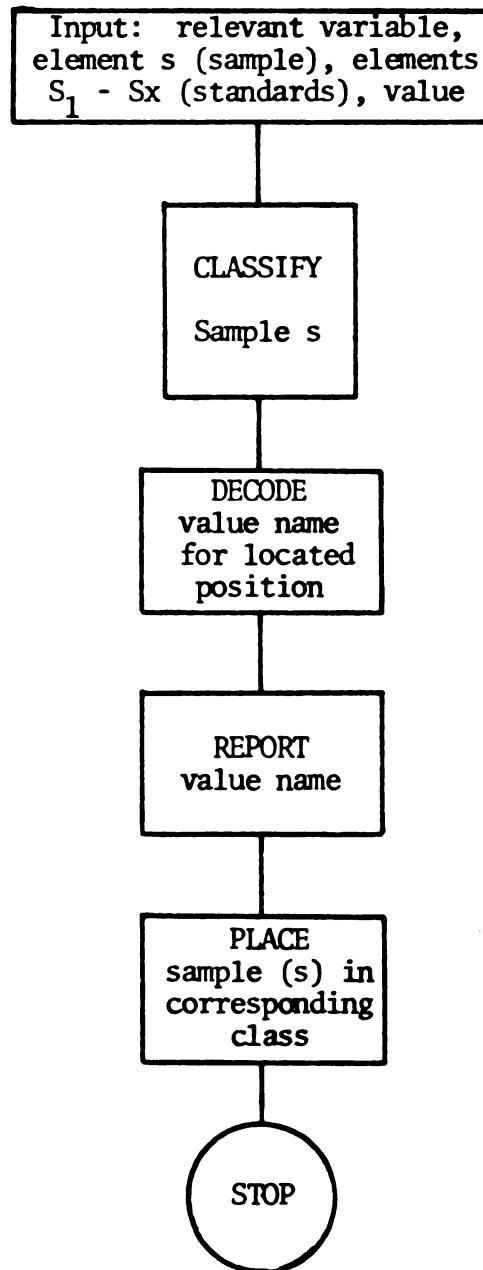 Input: relevant variable,
element s (sample), elements
S1 - Sx (standards), value
CLASSIFY
Sample s
DECODE
value name
for located
position
REPORT
value name
PLACE
sample (s) in
corresponding
class
STOP